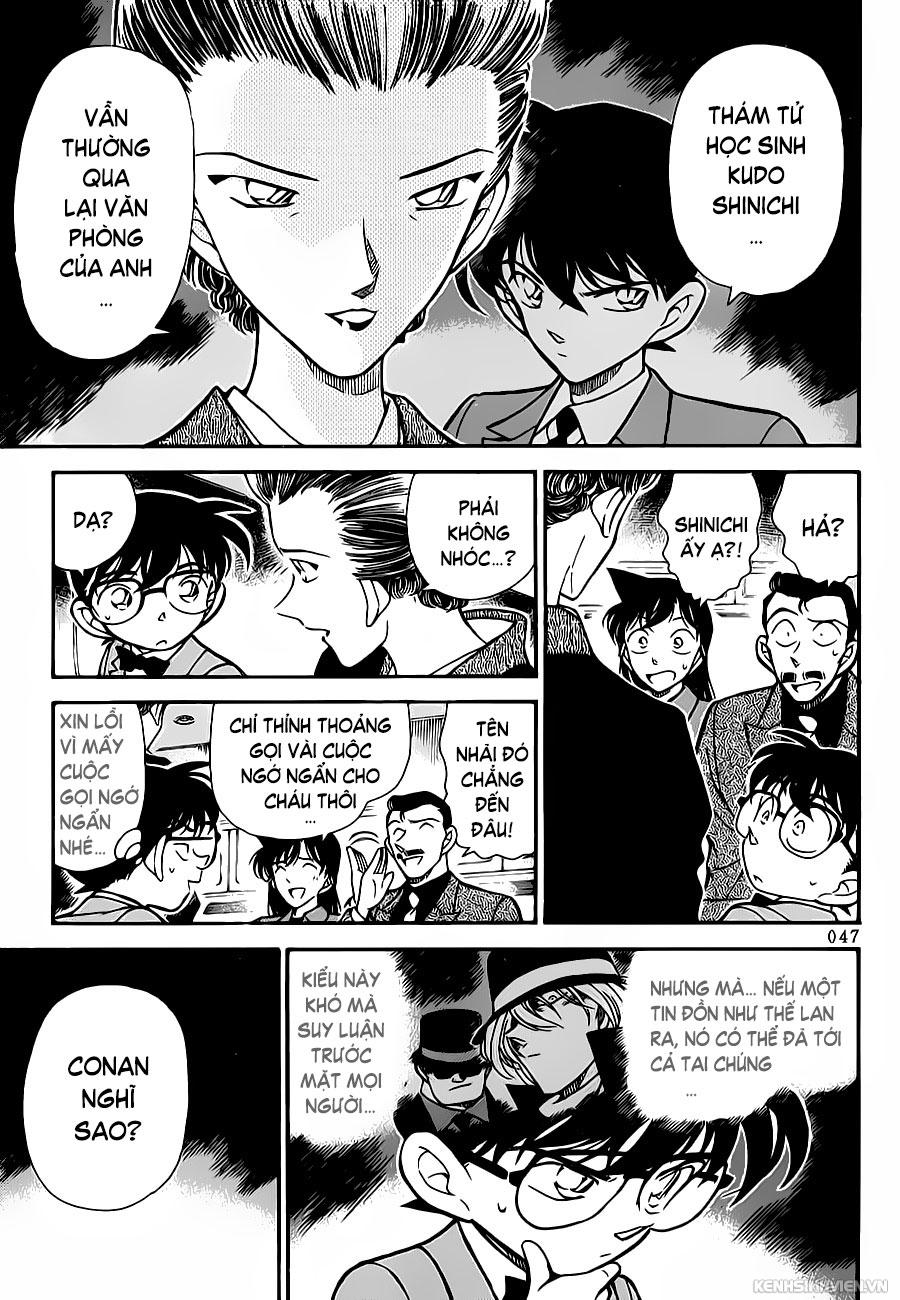 THÁM TỬ
HỌC SINH
KUDO
SHINICHI
...
VẪN
THƯỜNG
QUA
LẠI VĂN
PHÒNG
CỦA ANH
...
HẢ?
SHINICHI
ẤY Ạ?!
PHẢI
KHÔNG
NHÓC...?
DẠ?
TÊN
NHẢI ĐÓ
CHẲNG
ĐẾN
ĐÂU!
CHỈ THỈNH THOẢNG
GỌI VÀI CUỘC
NGỚ NGẨN CHO
CHÁU THÔI
...
XIN LỖI
VÌ MẤY
CUỘC
GỌI NGỚ
NGẨN
NHÉ...
047
NHƯNG MÀ... NẾU MỘT
TIN ĐỒN NHƯ THẾ LAN
RA, NÓ CÓ THỂ ĐÃ TỚI
CẢ TAI CHÚNG
...
KIỂU NÀY
KHÓ MÀ
SUY LUẬN
TRƯỚC
MẶT MỌI
NGƯỜI...
CONAN
NGHĨ
SAO?
KENHSINHVIEN.VN